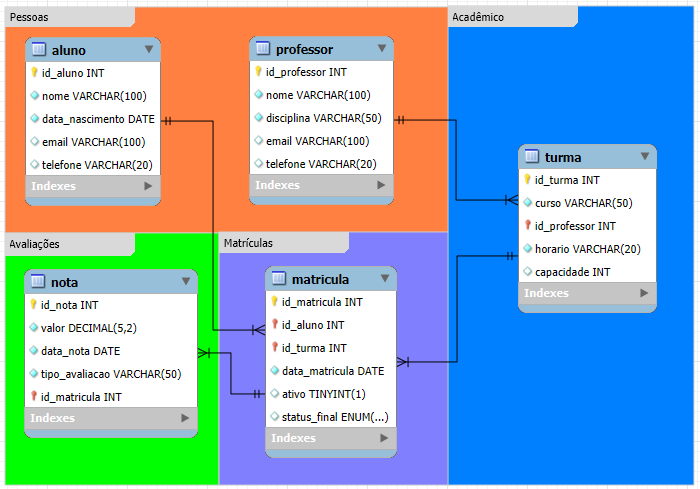 Pessoas
aluno
id_aluno INT
nome VARCHAR(100)
data_nascimento DATE
email VARCHAR(100)
telefone VARCHAR(20)
Indexes
professor
id_professor INT
nome VARCHAR(100)
disciplina VARCHAR(50)
email VARCHAR(100)
telefone VARCHAR(20)
Indexes
Acadêmico
turma
id_turma INT
curso VARCHAR(50)
id_professor INT
horario VARCHAR(20)
capacidade INT
Indexes
Avaliações
nota
id_nota INT
valor DECIMAL(5,2)
data_nota DATE
tipo_avaliacao VARCHAR(50)
id_matricula INT
Indexes
Matrículas
matricula
id_matricula INT
id_aluno INT
id_turma INT
data_matricula DATE
ativo TINYINT(1)
status_final ENUM(...)
Indexes